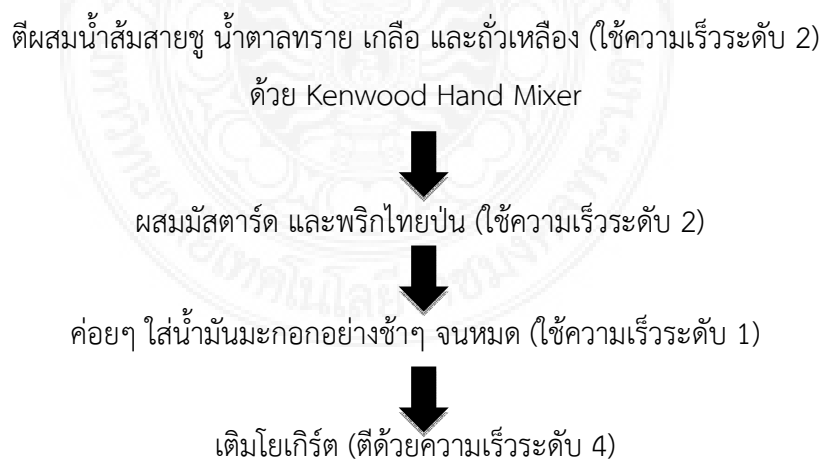 ตีผสมน้ำส้มสายชู น้ำตาลทราย เกลือ และถั่วเหลือง (ใช้ความเร็วระดับ 2)
ด้วย Kenwood Hand Mixer
ผสมมัสตาร์ด และพริกไทยป่น (ใช้ความเร็วระดับ 2)
ค่อยๆ ใส่น้ำมันมะกอกอย่างช้าๆ จนหมด (ใช้ความเร็วระดับ 1)
เติมโยเกิร์ต (ตีด้วยความเร็วระดับ 4)